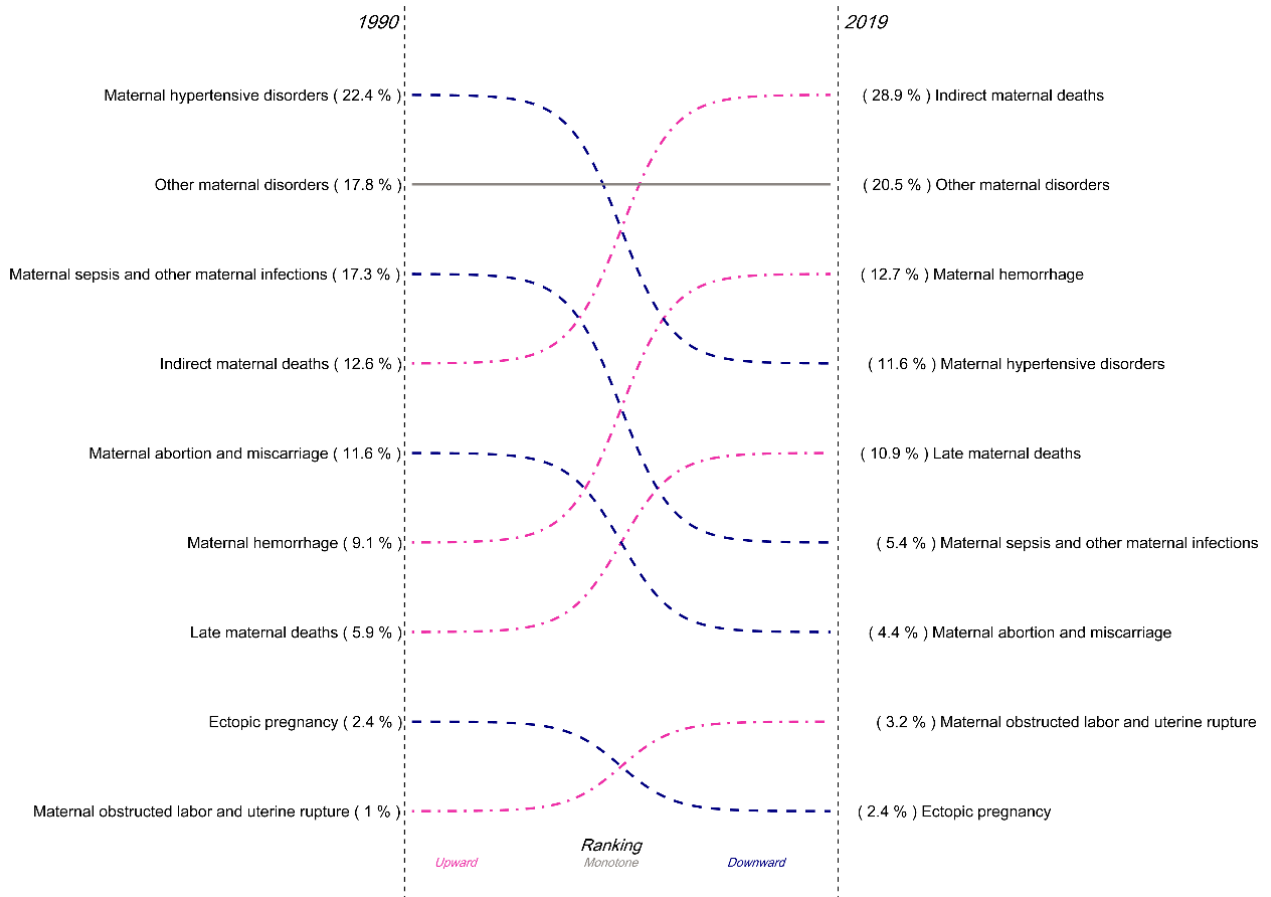 1990
2019
Maternal hypertensive disorders ( 22.4 % )
( 28.9 % ) Indirect maternal deaths
Other maternal disorders ( 17.8 % )
( 20.5 % ) Other maternal disorders
Maternal sepsis and other maternal infections ( 17.3 % )
( 12.7 % ) Maternal hemorrhage
Indirect maternal deaths ( 12.6 % )
( 11.6 % ) Maternal hypertensive disorders
Maternal abortion and miscarriage ( 11.6 % )
( 10.9 % ) Late maternal deaths
Maternal hemorrhage ( 9.1 % )
( 5.4 % ) Maternal sepsis and other maternal infections
Late maternal deaths ( 5.9 % )
( 4.4 % ) Maternal abortion and miscarriage
Ectopic pregnancy ( 2.4 % )
( 3.2 % ) Maternal obstructed labor and uterine rupture
Maternal obstructed labor and uterine rupture ( 1 % )
( 2.4 % ) Ectopic pregnancy
Ranking
Upward
Monotone
Downward